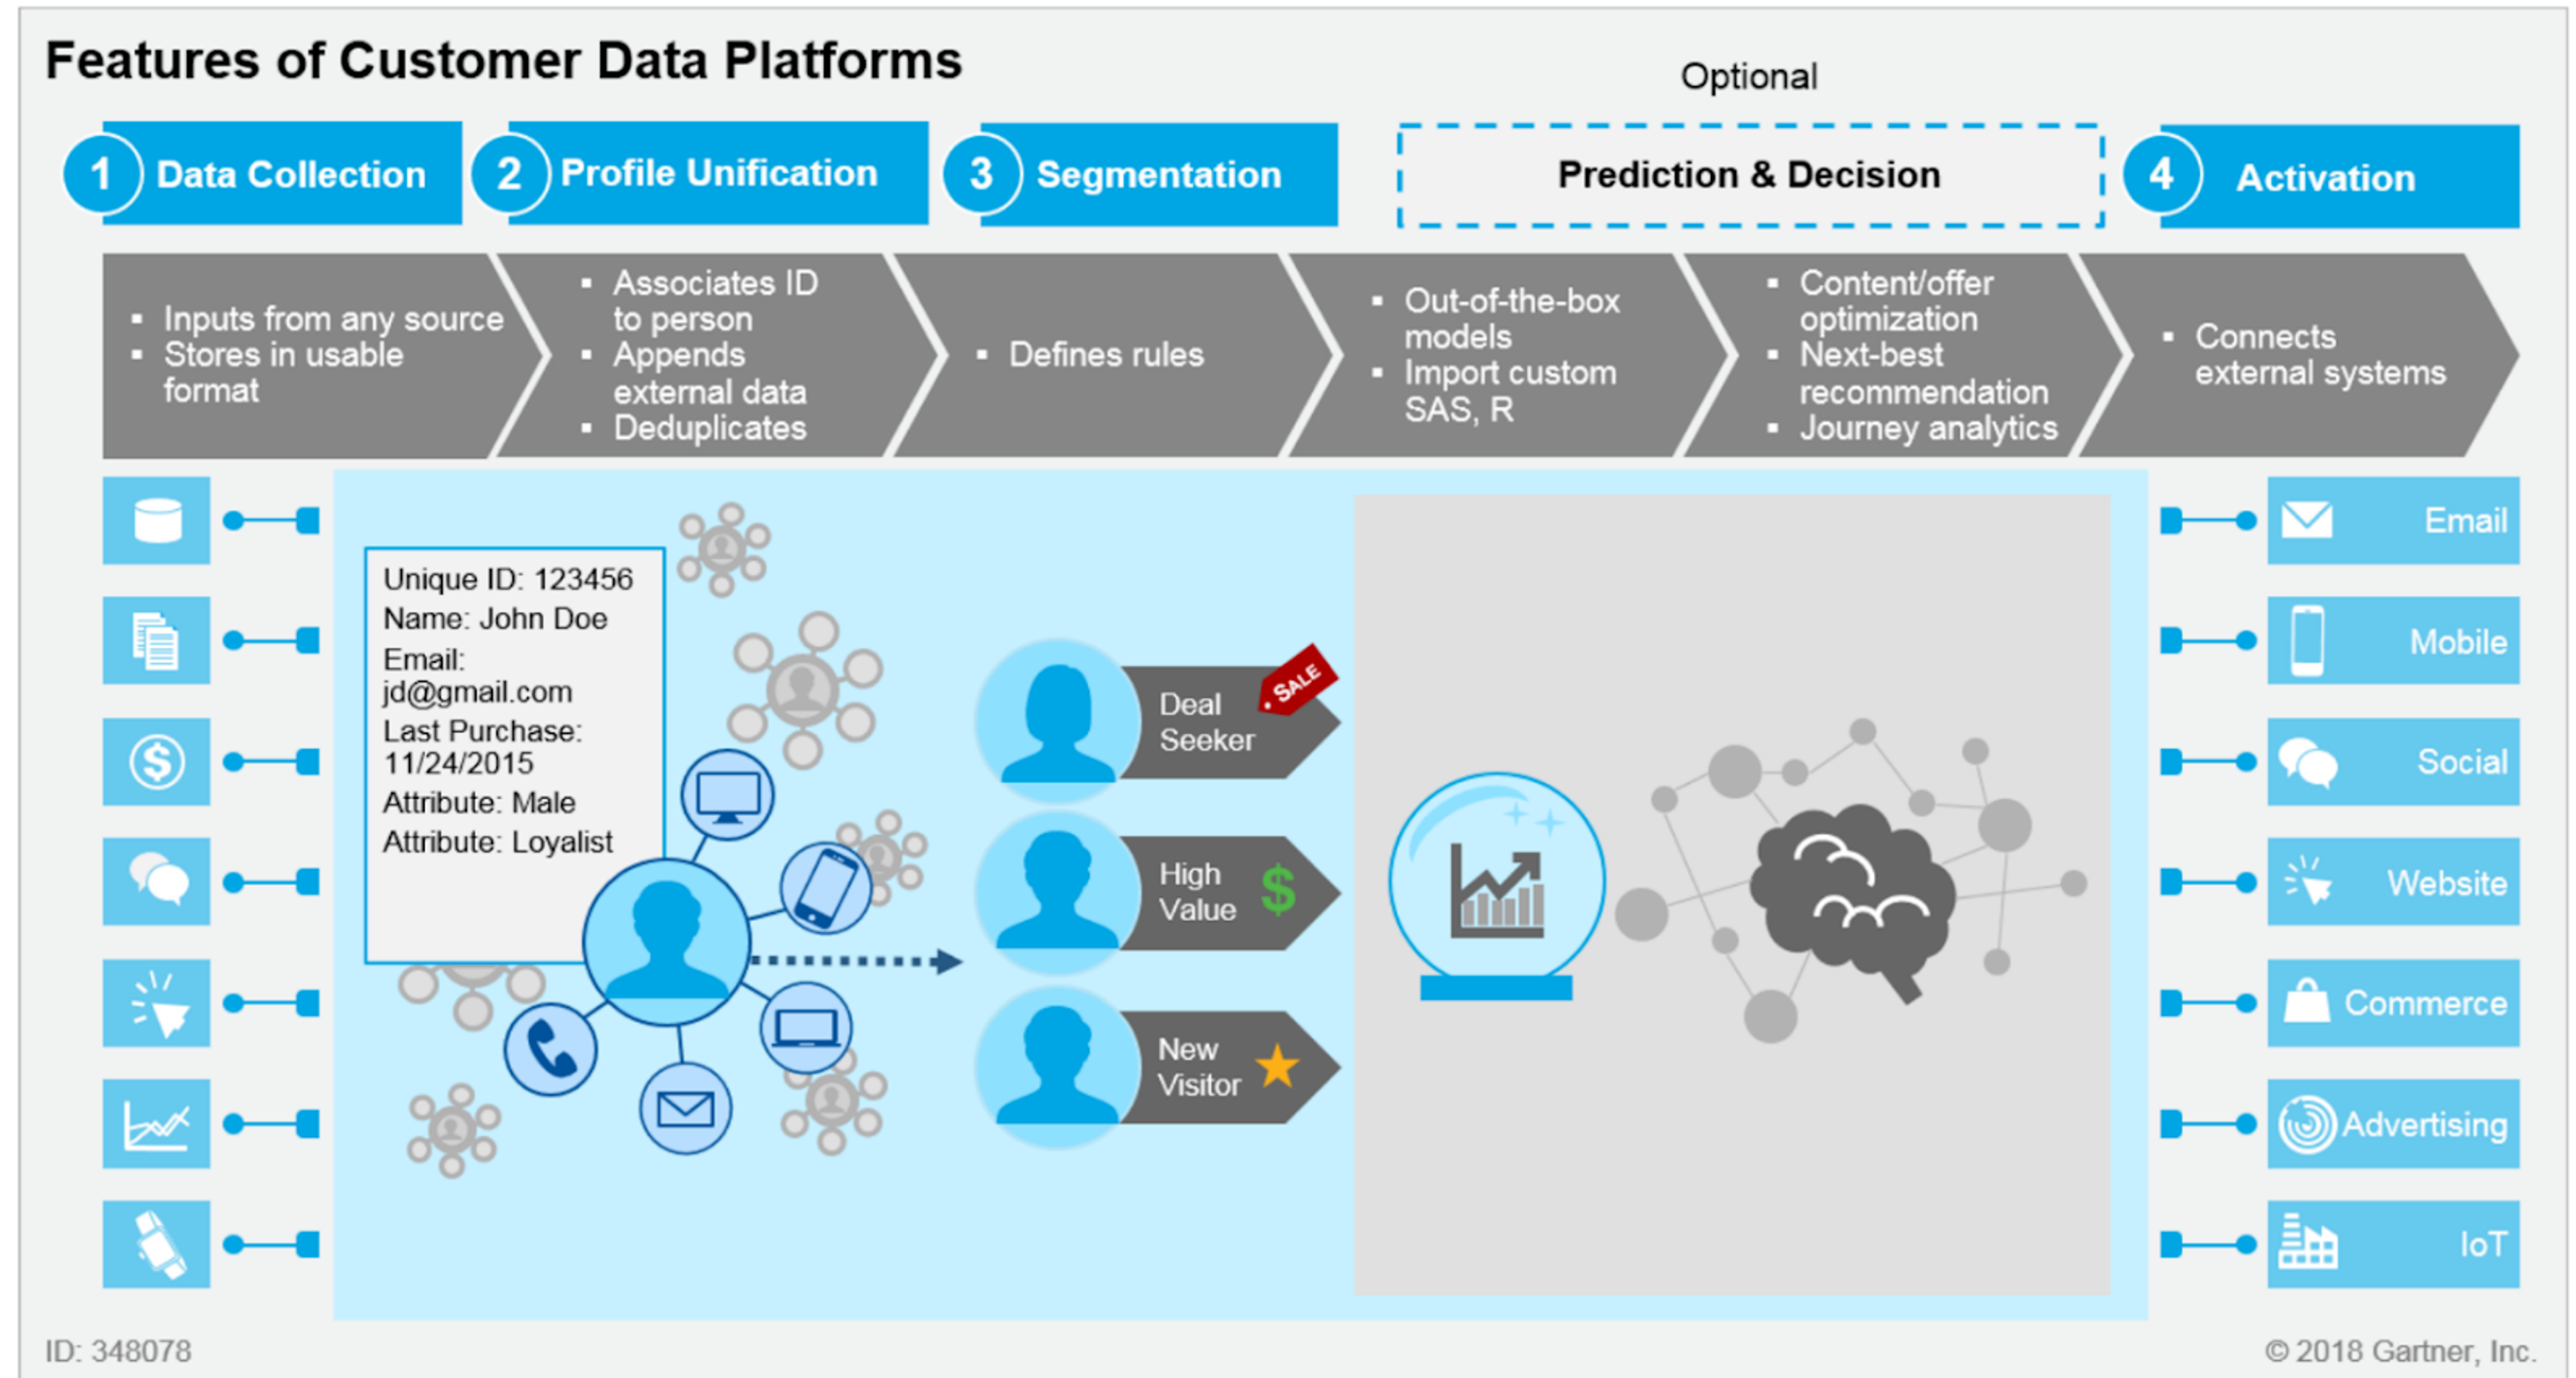 Features of Customer Data Platforms
Optional
1 Data Collection
2 Profile Unification
3 Segmentation
Prediction & Decision
4 Activation
▪ Inputs from any source
▪ Stores in usable
format
▪ Associates ID
to person
▪ Appends
external data
▪ Deduplicates
▪ Defines rules
▪ Out-of-the-box
models
▪ Import custom
SAS, R
▪ Content/offer
optimization
▪ Next-best
recommendation
▪ Journey analytics
▪ Connects
external systems
Unique ID: 123456
Name: John Doe
Email:
jd@gmail.com
Last Purchase:
11/24/2015
Attribute: Male
Attribute: Loyalist
Deal
Seeker
SALE
High
Value
$
New
Visitor
$
Email
Mobile
Social
Website
Commerce
Advertising
IoT
ID: 348078
© 2018 Gartner, Inc.